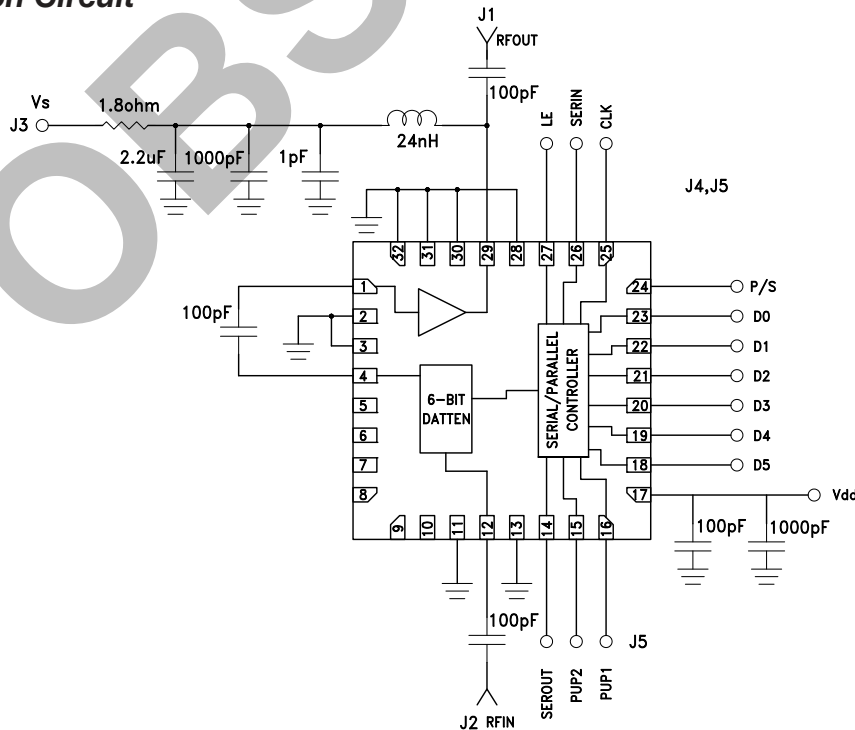 on Circuit
OBS
J1
RFOUT
100pF
Vs
1.8ohm
J3
24nH
2.2uF
1000pF
1pF
LE
SERIN
CLK
J4,J5
32
31
30
29
28
27
26
25
1
2
3
4
5
6
7
8
100pF
24
P/S
23
D0
22
D1
21
D2
20
D3
19
D4
18
D5
17
Vdd
6-BIT
DATTEN
SERIAL/PARALLEL
CONTROLLER
9
10
11
12
13
14
15
16
100pF
1000pF
100pF
J5
SEROUT
PUP2
PUP1
J2 RFIN